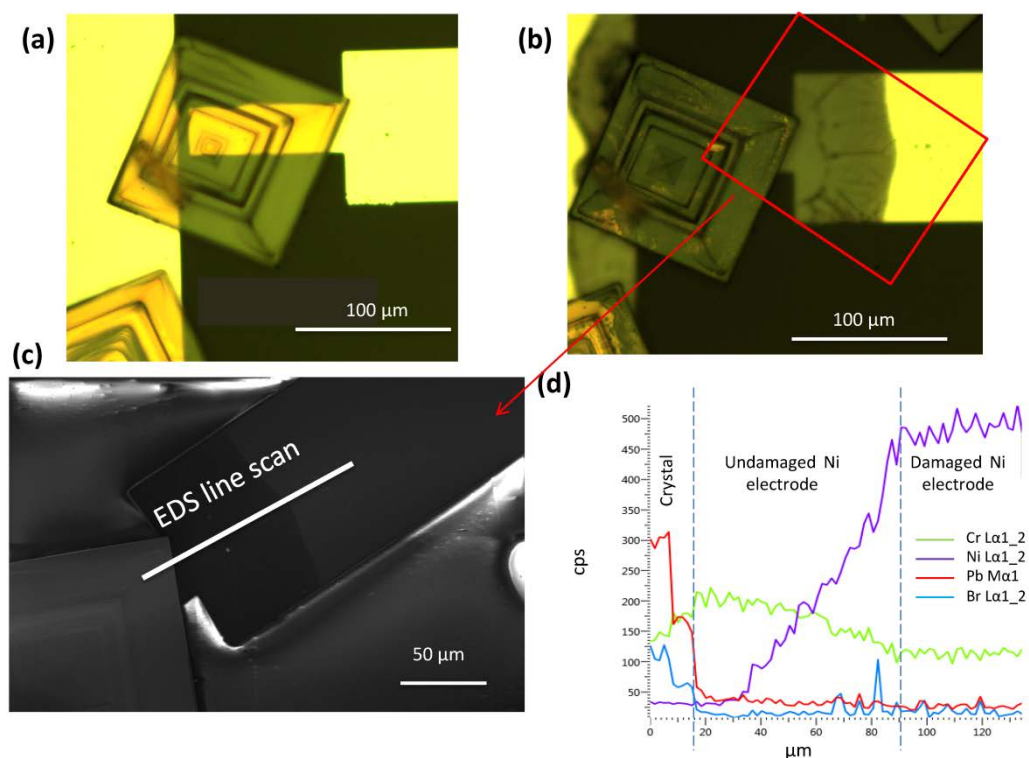 (a)
100 µm
(b)
100 µm
(c)
EDS line scan
50 µm
(d)
cps
500
450
400
350
300
250
200
150
100
50
0
20
40
60
80
100
120
µm
Crystal
Undamaged Ni
electrode
Damaged Ni
electrode
Cr Lα1_2
Ni Lα1_2
Pb Mα1
Br Lα1_2